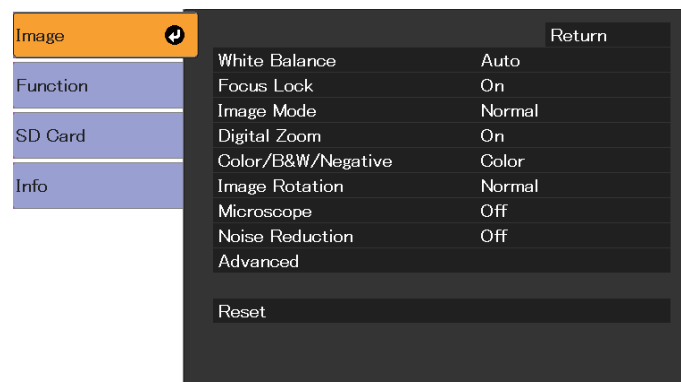 Image
Function
SD Card
Info
Return
White Balance Auto
Focus Lock On
Image Mode Normal
Digital Zoom On
Color/B&W/Negative Color
Image Rotation Normal
Microscope Off
Noise Reduction Off
Advanced
Reset